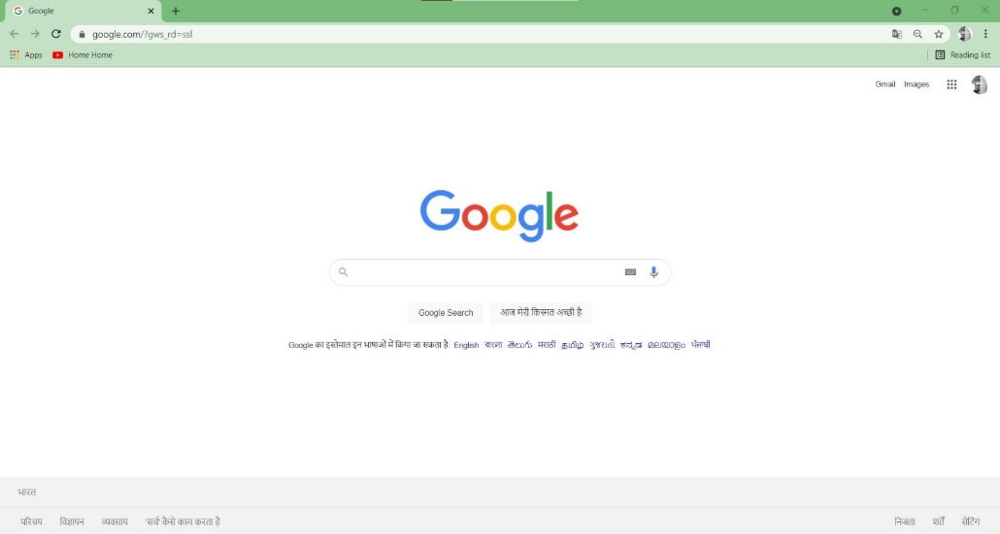 Google
google.com/?gws_rd=ssl
Apps Home Home Reading list
Gmail Images
Google
Google Search आज मेरी किस्मत अच्छी है
Google का इस्तेमाल इन भाषाओं में किया जा सकता है: English বাংলা తెలుగు मराठी தமிழ் ગુજરાતી ಕನ್ನಡ മലയാളം ਪੰਜਾਬੀ
भारत
परिचय विज्ञापन व्यवसाय 'सर्च' कैसे काम करता है निजता शर्तें सेटिंग